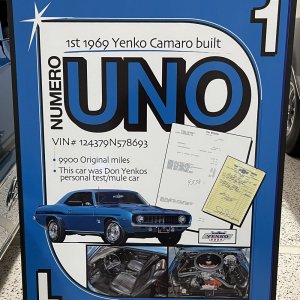 1
1st 1969 Yenko Camaro built
NUMERO
UNO
VIN# 124379N578693
• 9900 Original miles
• This car was Don Yenkos
personal test/mule car
YENKO